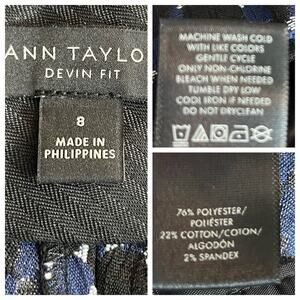 ANN TAYLO
DEVIN FIT
8
MADE IN
PHILIPPINES
MACHINE WASH COLD
WITH LIKE COLORS
GENTLE CYCLE
ONLY NON-CHLORINE
BLEACH WHEN NEEDED
TUMBLE DRY LOW
COOL IRON IF NEEDED
DO NOT DRYCLEAN
76% POLYESTER/
POLIÉSTER
22% COTTON/COTON/
ALGODÓN
2% SPANDEX